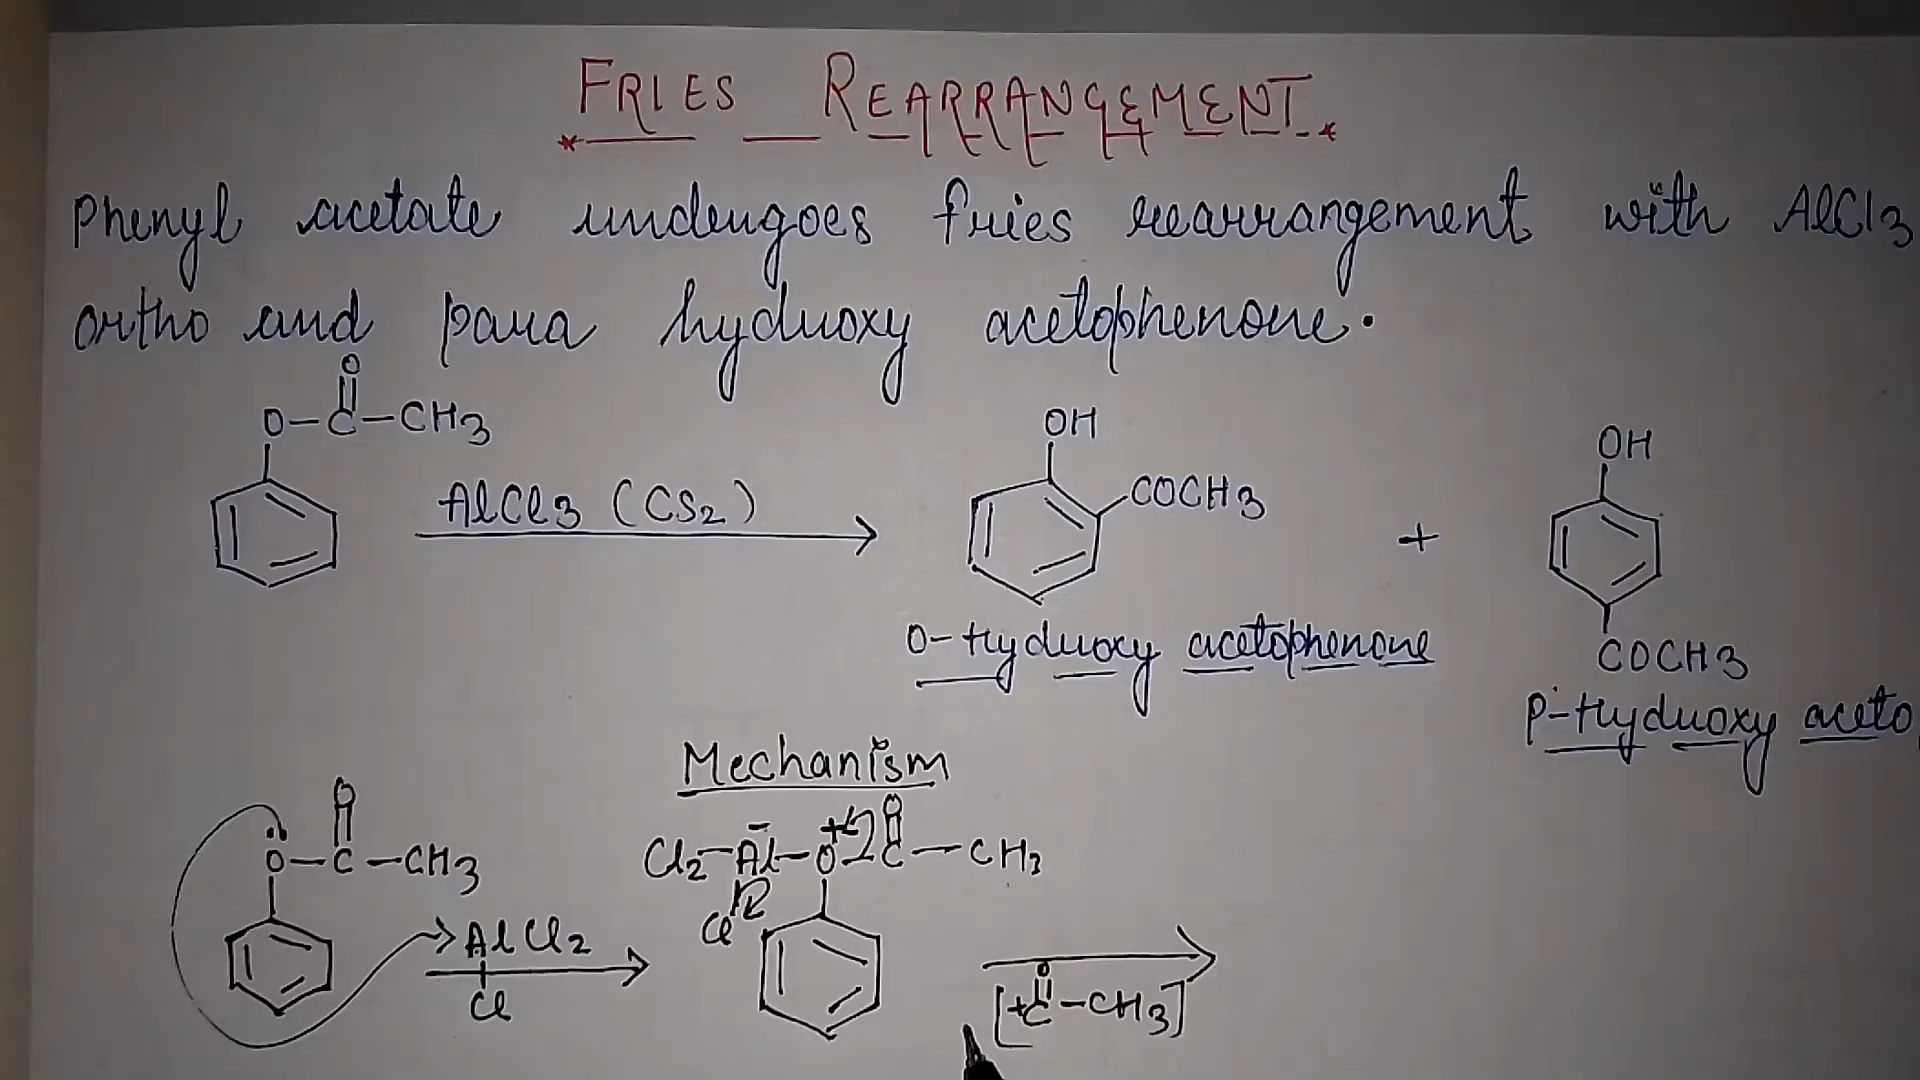 FRIES REARRANGEMENT
Phenyl acetate undergoes fries rearrangement with AlCl3
ortho and para hydroxy acetophenone.
O
O-C-CH3
AlCl3 (CS2)
OH
COCH3
+
OH
COCH3
O-Hydroxy acetophenone
P-Hydroxy aceto
Mechanism
O
O-C-CH3
AlCl2
Cl
O
Cl2-Al-O-C-CH3
- +
Cl
O
[+C-CH3]